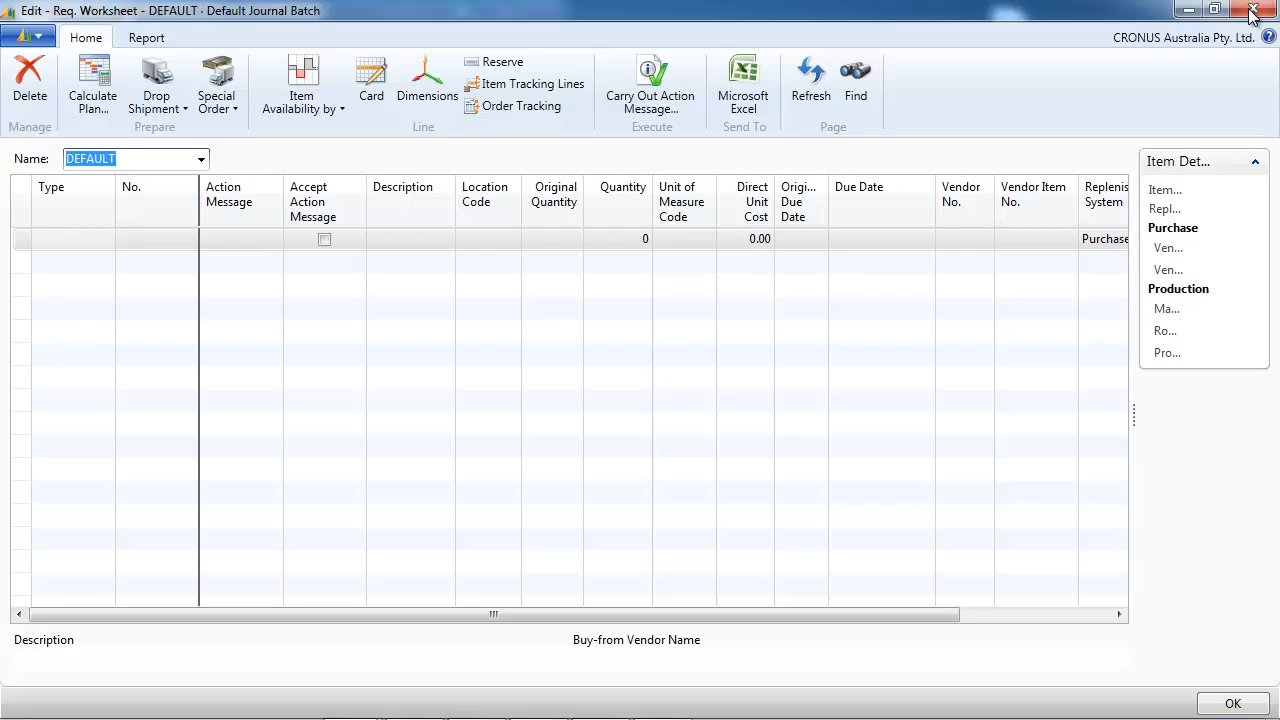 Edit - Req. Worksheet - DEFAULT · Default Journal Batch
Home
Report
CRONUS Australia Pty. Ltd.
Delete
Calculate Plan...
Drop Shipment
Special Order
Item Availability by
Card
Dimensions
Reserve
Item Tracking Lines
Order Tracking
Carry Out Action Message...
Microsoft Excel
Refresh
Find
Manage
Prepare
Line
Execute
Send To
Page
Name:
DEFAULT
Type
No.
Action Message
Accept Action Message
Description
Location Code
Original Quantity
Quantity
Unit of Measure Code
Direct Unit Cost
Origi... Due Date
Due Date
Vendor No.
Vendor Item No.
Replenis System
0
0.00
Purchase
Item Det...
Item...
Repl...
Purchase
Ven...
Ven...
Production
Ma...
Ro...
Pro...
Description
Buy-from Vendor Name
OK